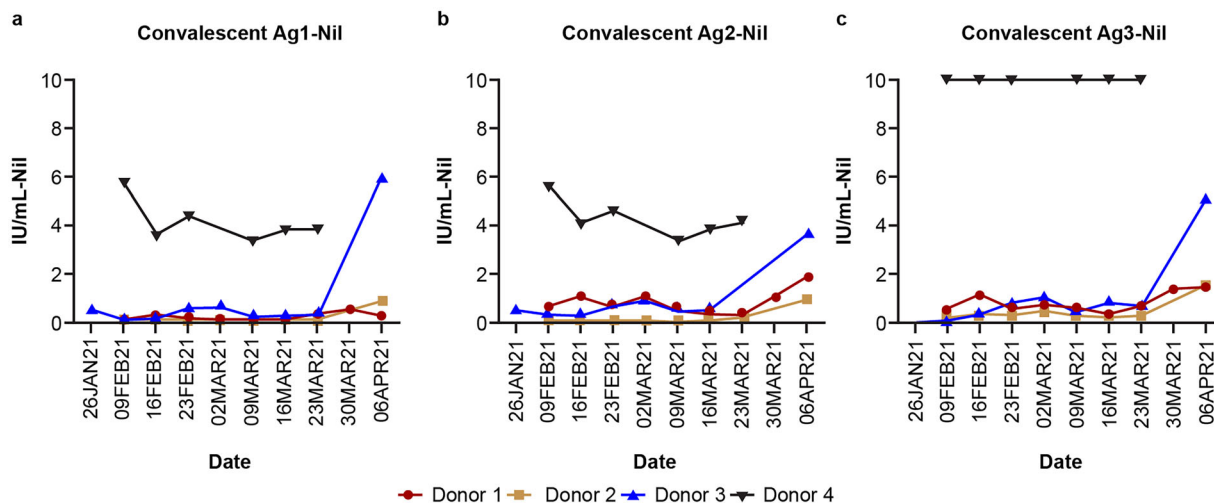 a
Convalescent Ag1-Nil
IU/mL-Nil
10
8
6
4
2
0
26JAN21
09FEB21
16FEB21
23FEB21
02MAR21
09MAR21
16MAR21
23MAR21
30MAR21
06APR21
Date
b
Convalescent Ag2-Nil
IU/mL-Nil
10
8
6
4
2
0
26JAN21
09FEB21
16FEB21
23FEB21
02MAR21
09MAR21
16MAR21
23MAR21
30MAR21
06APR21
Date
c
Convalescent Ag3-Nil
IU/mL-Nil
10
8
6
4
2
0
26JAN21
09FEB21
16FEB21
23FEB21
02MAR21
09MAR21
16MAR21
23MAR21
30MAR21
06APR21
Date
Donor 1 Donor 2 Donor 3 Donor 4